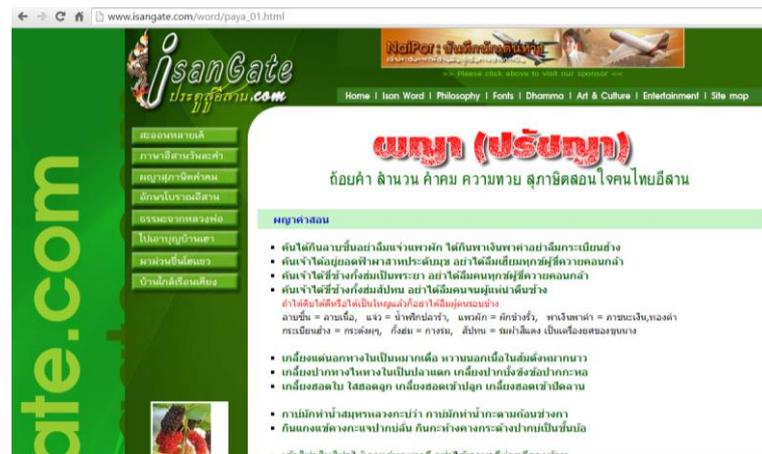 www.isangate.com/word/paya_01.html
IsanGate
ประตูสู่อีสาน.com
NaiPor : บันทึกนักเดินทาง
>> Please click above to visit our sponsor <<
Home | Isan Word | Philosophy | Fonts | Dhamma | Art & Culture | Entertainment | Site map
สะออนหลายเด้
ภาษาอีสานวันละคำ
ผญาสุภาษิตคำคม
อักษรโบราณอีสาน
ธรรมะจากหลวงพ่อ
ไปเอาบุญบ้านเฮา
ผาม่วนชื่นโฮแซว
บ้านใกล้เรือนเคียง
ผญา (ปรัชญา)
ถ้อยคำ สำนวน คำคม ความทวย สุภาษิตสอนใจคนไทยอีสาน
ผญาคำสอน
คันได้กินลาบซิ้นอย่าลืมแจ่วแพวผัก ได้กินพาเงินพาคำอย่าลืมกระเบียนฮ้าง
คันเจ้าได้อยู่ยอดฟ้าผาสาทประดับมุข อย่าได้ลืมเฮียมทุกข์ผู้ขี่ควายคอนกล้า
คันเจ้าได้ขี่ช้างกั้งฮ่มเป็นพระยา อย่าได้ลืมคนทุกข์ผู้ขี่ควายคอนกล้า
คันเจ้าได้ขี่ช้างกั้งฮ่มสัปทน อย่าได้ลืมคนจนผู้แห่นำตีนช้าง
ถ้าได้ดิบได้ดีหรือได้เป็นใหญ่แล้วก็อย่าได้ลืมผู้คนรอบข้าง
ลาบซิ้น = ลาบเนื้อ, แจ่ว = น้ำพริกปลาร้า, แพวผัก = ผักข้างรั้ว, พาเงินพาคำ = ภาชนะเงิน,ทองคำ
กระเบียนฮ้าง = กระด้งผุๆ, กั้งฮ่ม = กางร่ม, สัปทน = ร่มผ้าสีแดง เป็นเครื่องยศของขุนนาง
เกลี้ยงแต่นอกทางในเป็นหมากเดื่อ หวานนอกเนื้อในส้มดั่งหมากนาว
เกลี้ยงปากทางไหทางในเป็นปลาแดก เกลี้ยงปากบั้งซังข้อปากกะหอ
เกลี้ยงฮอดใบ ใสฮอดลูก เกลี้ยงฮอดเข้าปลูก เกลี้ยงฮอดเข้าปิดลาน
กาบ่มักท่าน้ำสมุทรหลวงกะบ่ว่า กาบ่มักท่าน้ำกะตามถ้อนช่างกา
กินแกงแซ่คางกะแจปากบ่ลั่น กินกะท้างคางกระด้างปากบ่เป็นชั้นบ้อ